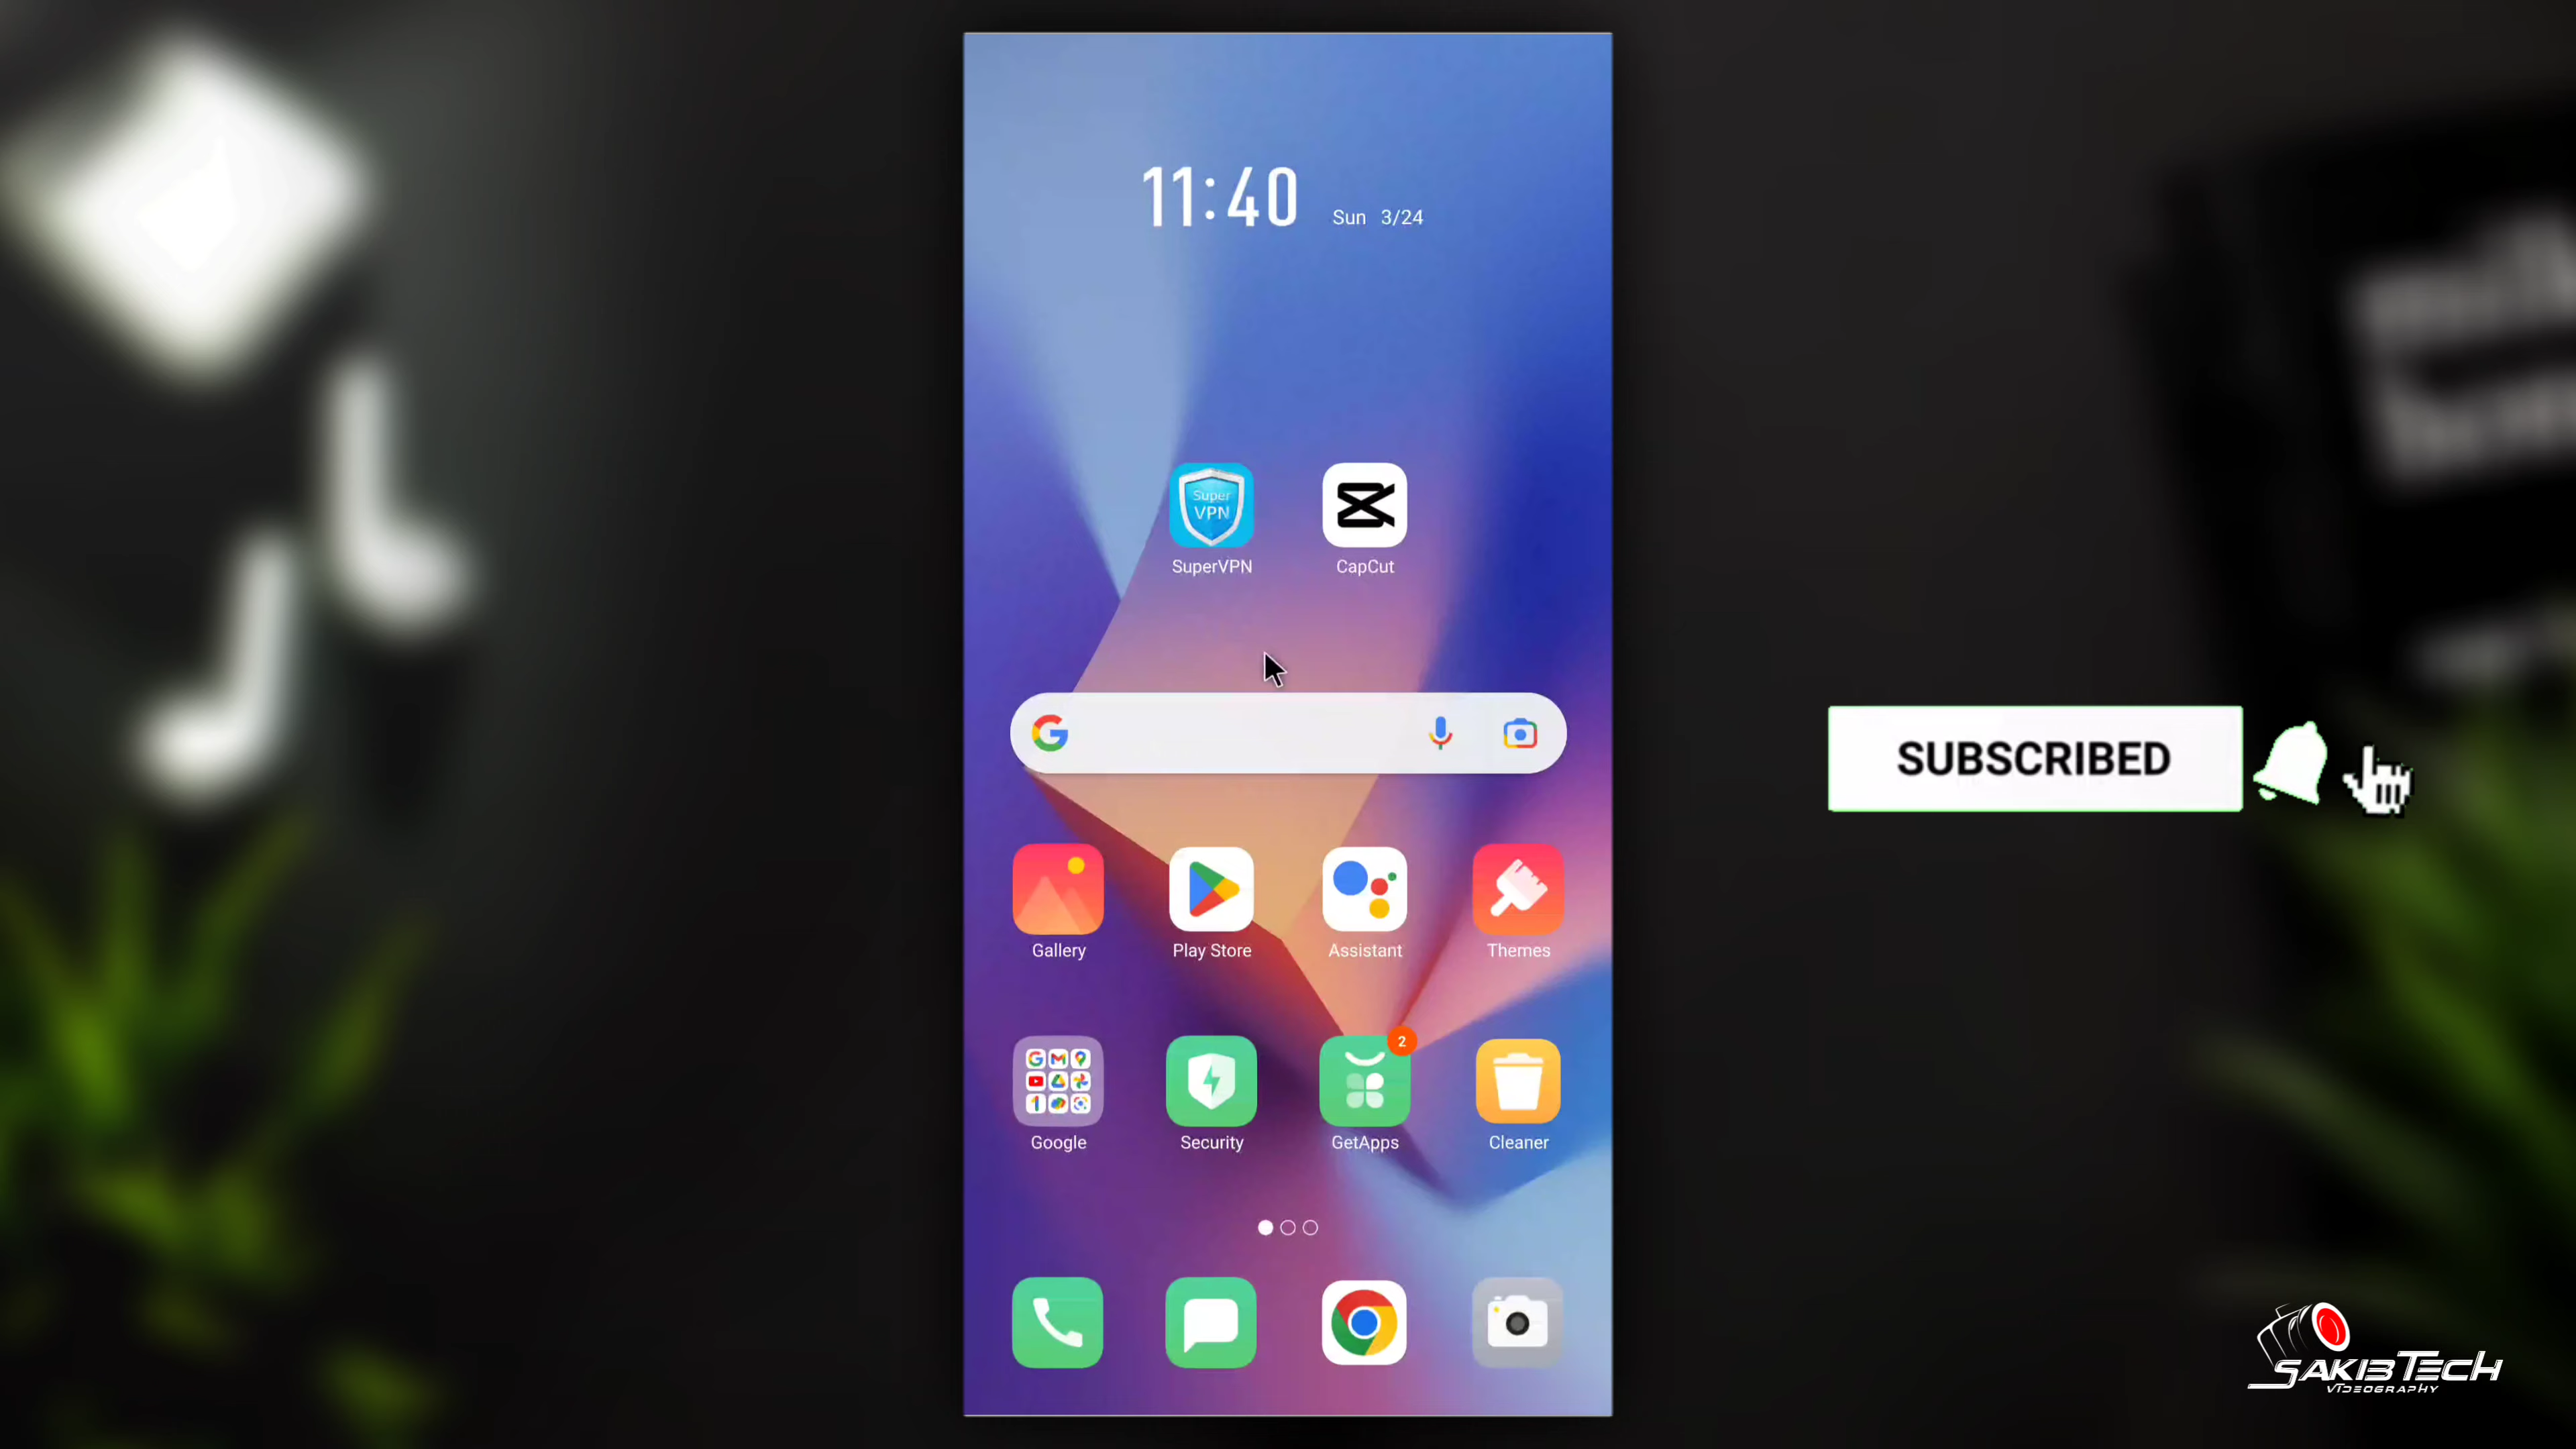 11:40 Sun 3/24
Super
VPN
SuperVPN CapCut
SUBSCRIBED
Gallery Play Store Assistant Themes
2
Google Security GetApps Cleaner
SAKIBTECH
VIDEOGRAPHY